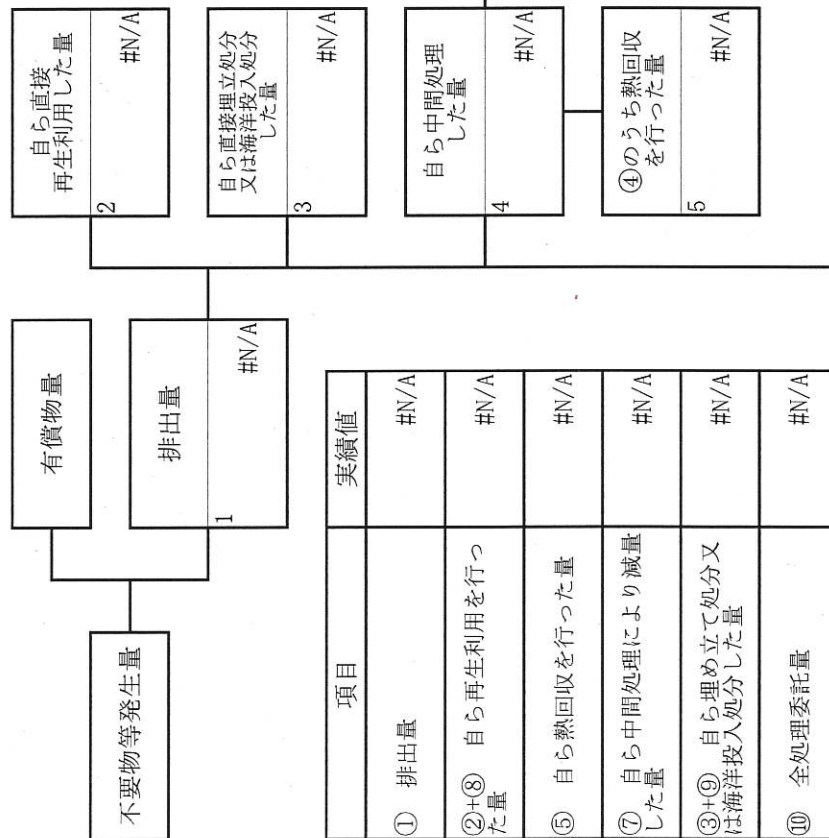 不要物等発生量
有償物量
排出量
1
#N/A
自ら直接
再生利用した量
2
#N/A
自ら直接埋立処分
又は海洋投入処分
した量
3
#N/A
自ら中間処理
した量
4
#N/A
④のうち熱回収
を行った量
5
#N/A
項目
実績値
① 排出量
#N/A
②+⑧ 自ら再生利用を行っ
た量
#N/A
⑤ 自ら熱回収を行った量
#N/A
⑦ 自ら中間処理により減量
した量
#N/A
③+⑨ 自ら埋め立て処分又
は海洋投入処分した量
#N/A
⑩ 全処理委託量
#N/A